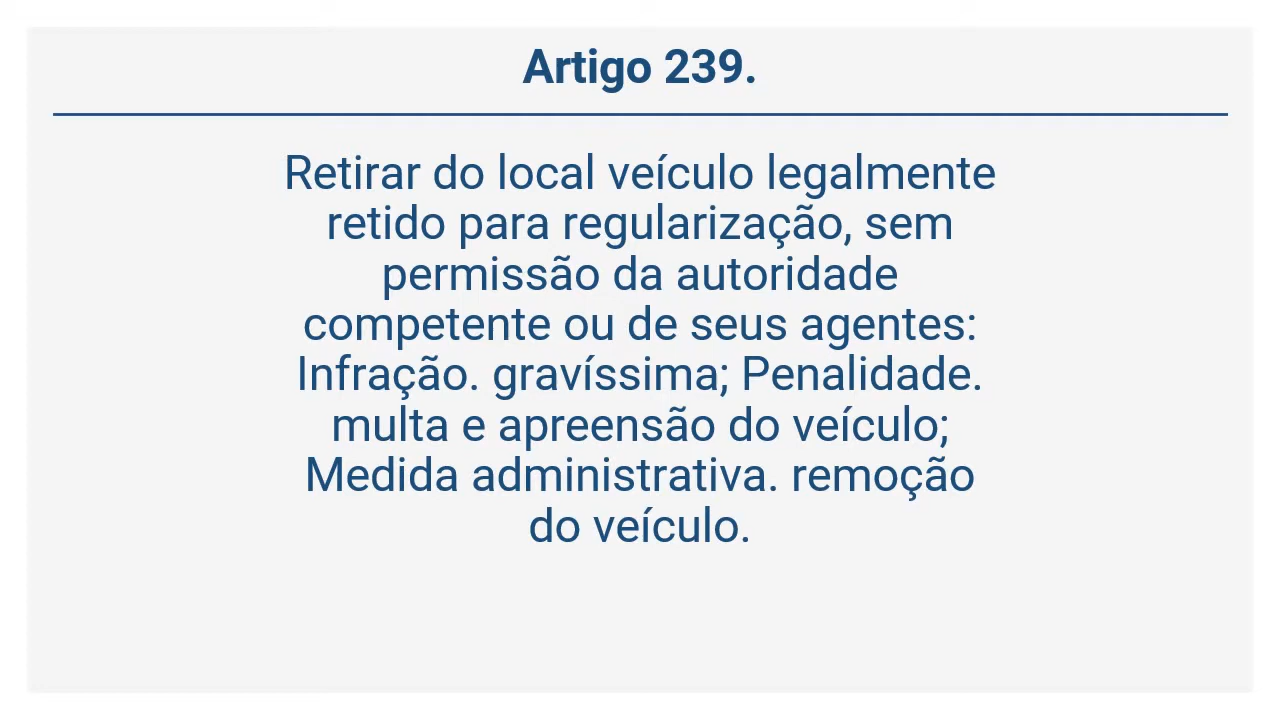 Artigo 239.
Retirar do local veículo legalmente
retido para regularização, sem
permissão da autoridade
competente ou de seus agentes:
Infração. gravíssima; Penalidade.
multa e apreensão do veículo;
Medida administrativa. remoção
do veículo.